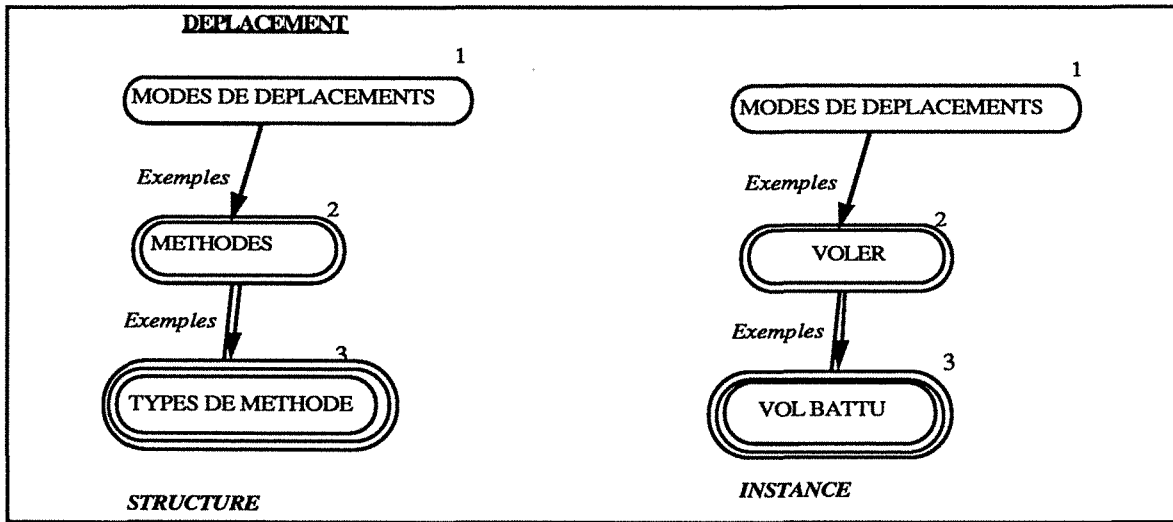 DEPLACEMENT
1
MODES DE DEPLACEMENTS
Exemples
2
METHODES
Exemples
3
TYPES DE METHODE
STRUCTURE
1
MODES DE DEPLACEMENTS
Exemples
2
VOLER
Exemples
3
VOL BATTU
INSTANCE